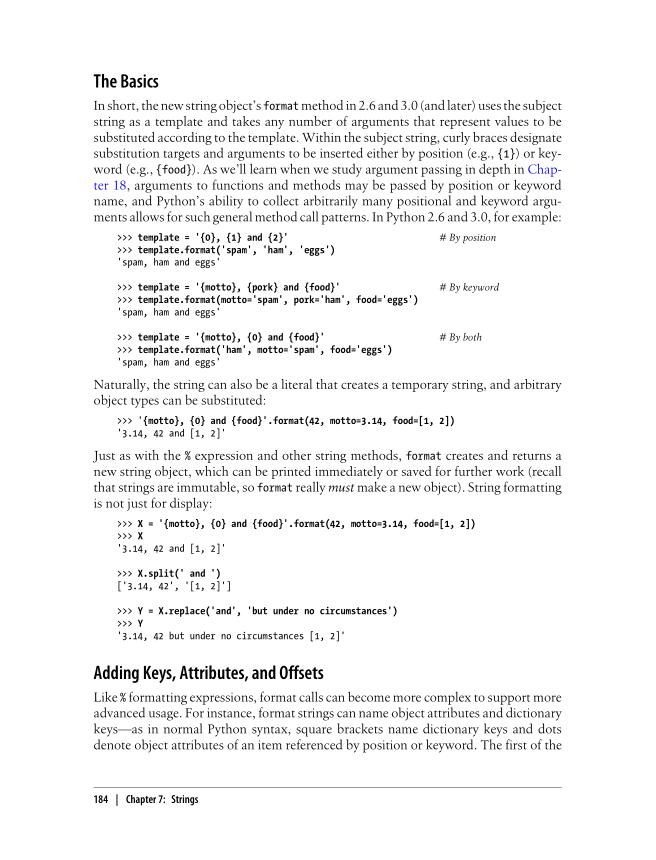 The Basics
In short, the new string object's format method in 2.6 and 3.0 (and later) uses the subject
string as a template and takes any number of arguments that represent values to be
substituted according to the template. Within the subject string, curly braces designate
substitution targets and arguments to be inserted either by position (e.g., {1}) or key-
word (e.g., {food}). As we'll learn when we study argument passing in depth in Chap-
ter 18, arguments to functions and methods may be passed by position or keyword
name, and Python's ability to collect arbitrarily many positional and keyword argu-
ments allows for such general method call patterns. In Python 2.6 and 3.0, for example:
>>> template = '{0}, {1} and {2}' # By position
>>> template.format('spam', 'ham', 'eggs')
'spam, ham and eggs'
>>> template = '{motto}, {pork} and {food}' # By keyword
>>> template.format(motto='spam', pork='ham', food='eggs')
'spam, ham and eggs'
>>> template = '{motto}, {0} and {food}' # By both
>>> template.format('ham', motto='spam', food='eggs')
'spam, ham and eggs'
Naturally, the string can also be a literal that creates a temporary string, and arbitrary
object types can be substituted:
>>> '{motto}, {0} and {food}'.format(42, motto=3.14, food=[1, 2])
'3.14, 42 and [1, 2]'
Just as with the % expression and other string methods, format creates and returns a
new string object, which can be printed immediately or saved for further work (recall
that strings are immutable, so format really must make a new object). String formatting
is not just for display:
>>> X = '{motto}, {0} and {food}'.format(42, motto=3.14, food=[1, 2])
>>> X
'3.14, 42 and [1, 2]'
>>> X.split(' and ')
['3.14, 42', '[1, 2]']
>>> Y = X.replace('and', 'but under no circumstances')
>>> Y
'3.14, 42 but under no circumstances [1, 2]'
Adding Keys, Attributes, and Offsets
Like % formatting expressions, format calls can become more complex to support more
advanced usage. For instance, format strings can name object attributes and dictionary
keys—as in normal Python syntax, square brackets name dictionary keys and dots
denote object attributes of an item referenced by position or keyword. The first of the
184 | Chapter 7: Strings